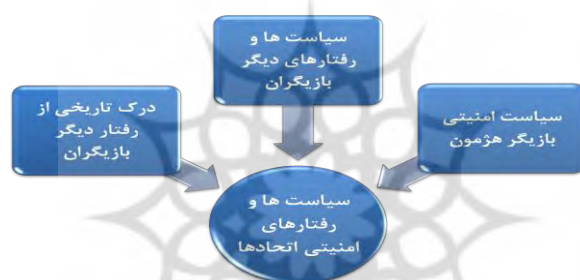 سیاست ها و
رفتارهای دیگر
بازیگران
سیاست امنیتی
بازیگر هژمون
درک تاریخی از
رفتار دیگر
بازیگران
سیاست ها و
رفتارهای
امنیتی اتحادها